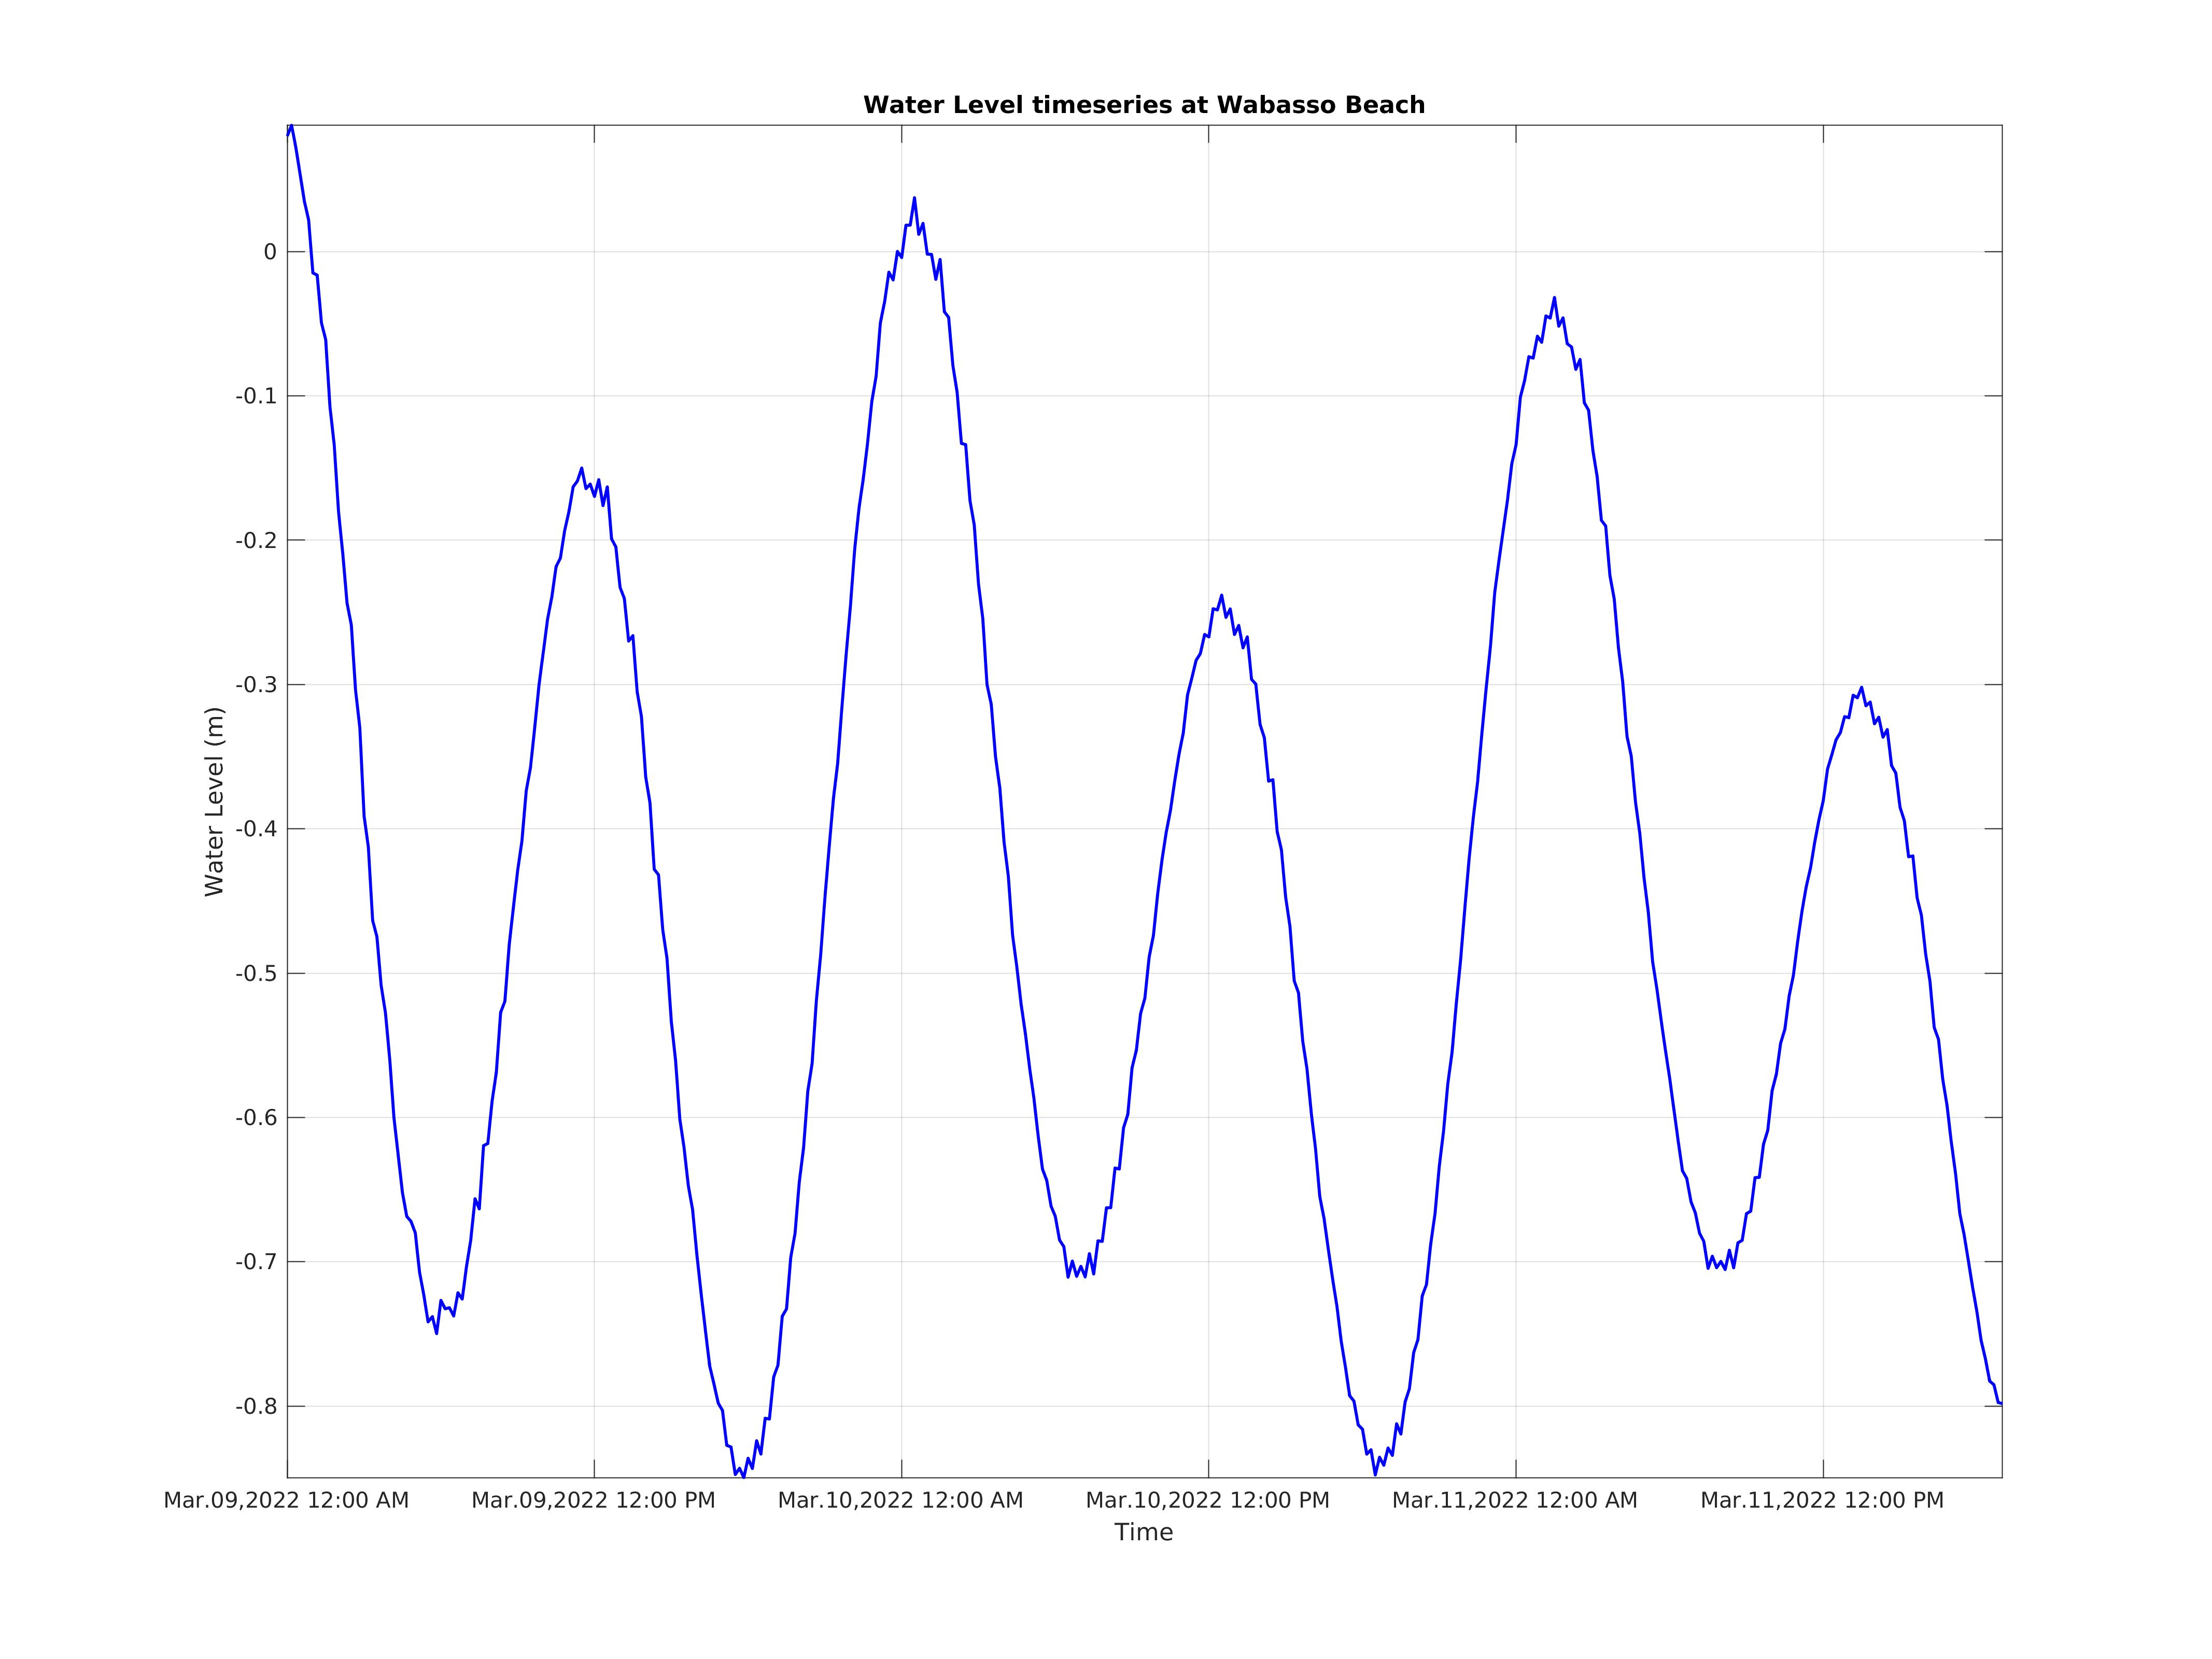 Water Level timeseries at Wabasso Beach
0
-0.1
-0.2
-0.3
-0.4
-0.5
-0.6
-0.7
-0.8
Water Level (m)
Mar.09,2022 12:00 AM Mar.09,2022 12:00 PM Mar.10,2022 12:00 AM Mar.10,2022 12:00 PM Mar.11,2022 12:00 AM Mar.11,2022 12:00 PM
Time